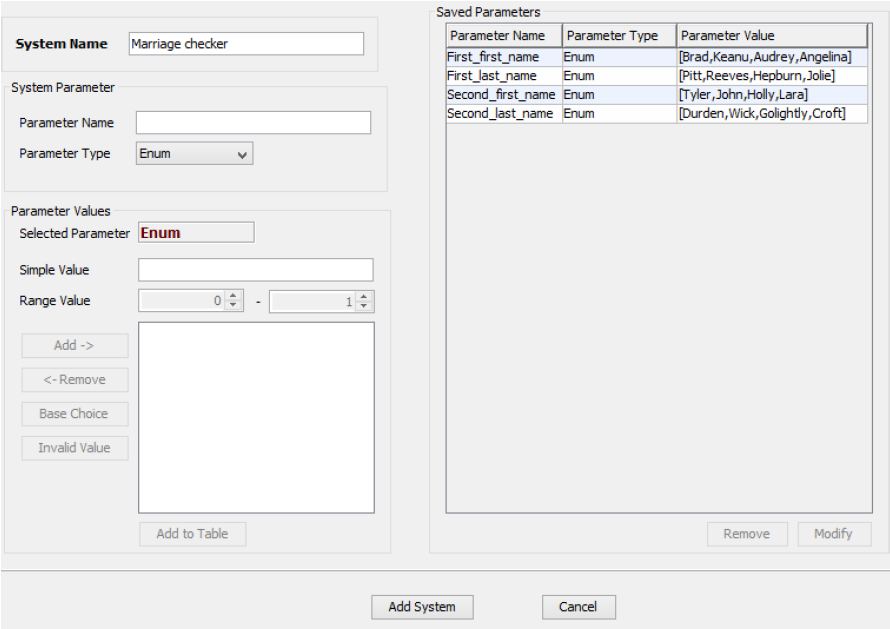 System Name Marriage checker
System Parameter
Parameter Name
Parameter Type Enum
Parameter Values
Selected Parameter Enum
Simple Value
Range Value 0 - 1
Add ->
<- Remove
Base Choice
Invalid Value
Add to Table
Saved Parameters
Parameter Name Parameter Type Parameter Value
First_first_name Enum [Brad,Keanu,Audrey,Angelina]
First_last_name Enum [Pitt,Reeves,Hepburn,Jolie]
Second_first_name Enum [Tyler,John,Holly,Lara]
Second_last_name Enum [Durden,Wick,Golightly,Croft]
Remove Modify
Add System Cancel